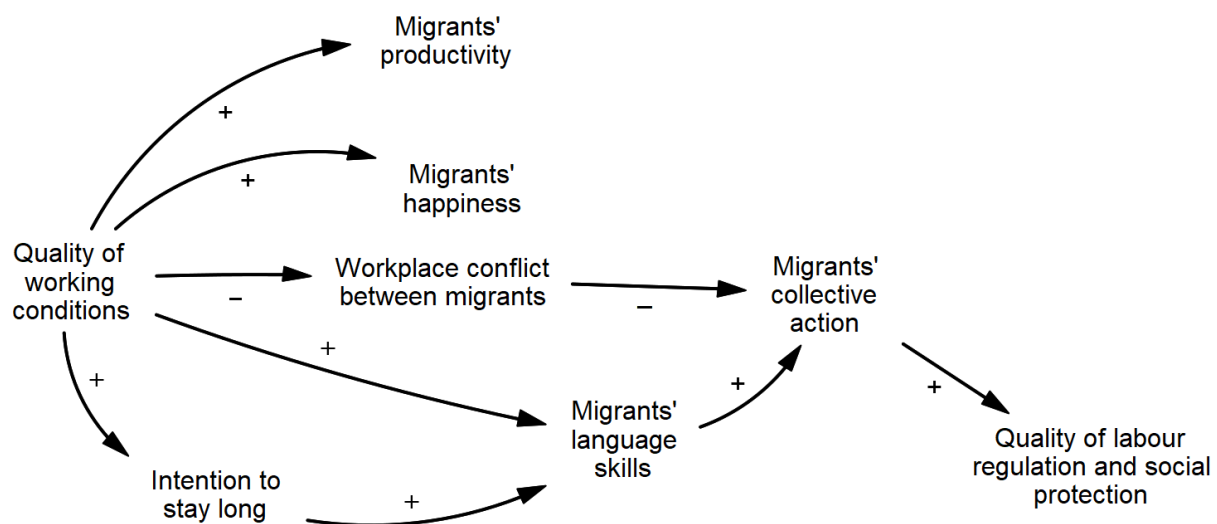 Migrants'
productivity
+
+
Migrants'
happiness
Quality of
working
conditions
−
Workplace conflict
between migrants
−
Migrants'
collective
action
+
+
+
Migrants'
language
skills
+
Quality of labour
regulation and social
protection
Intention to
stay long
+